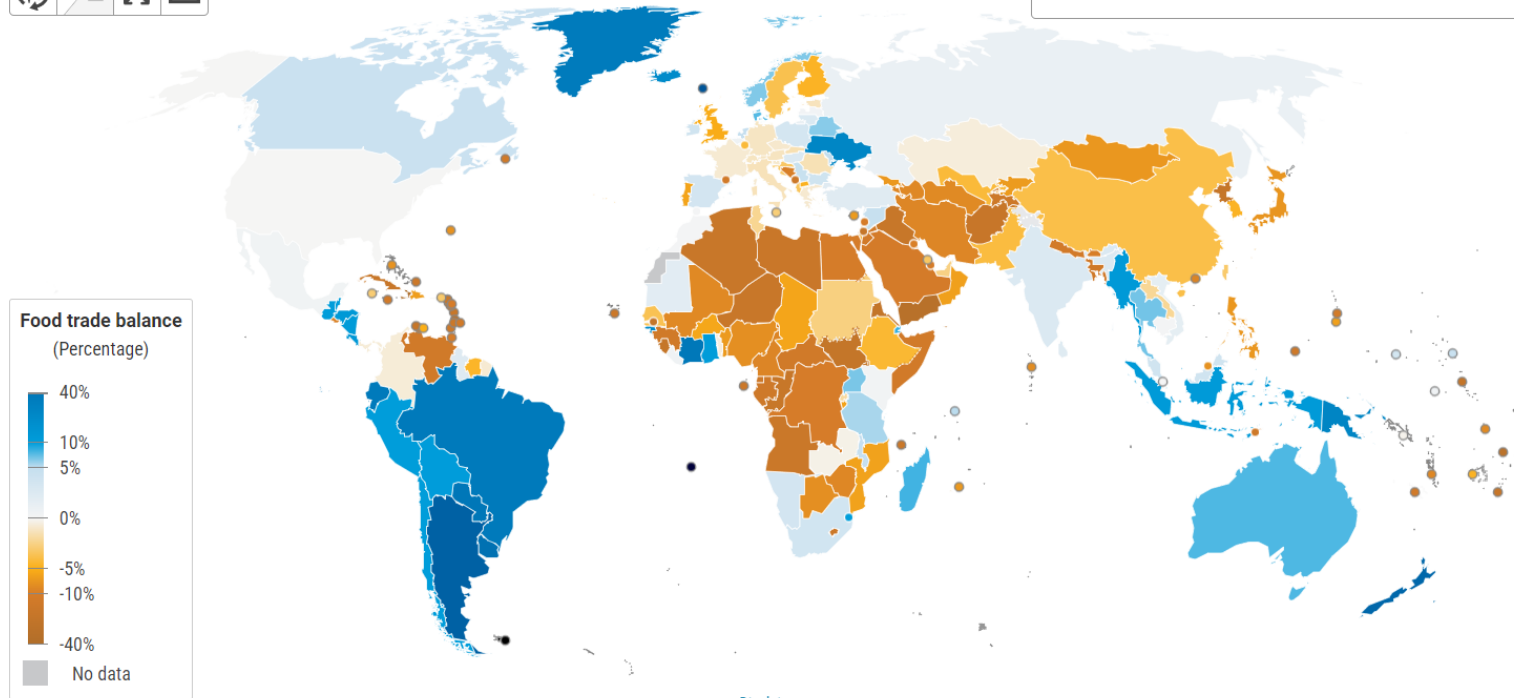 Food trade balance
(Percentage)
40%
10%
5%
0%
-5%
-10%
-40%
No data